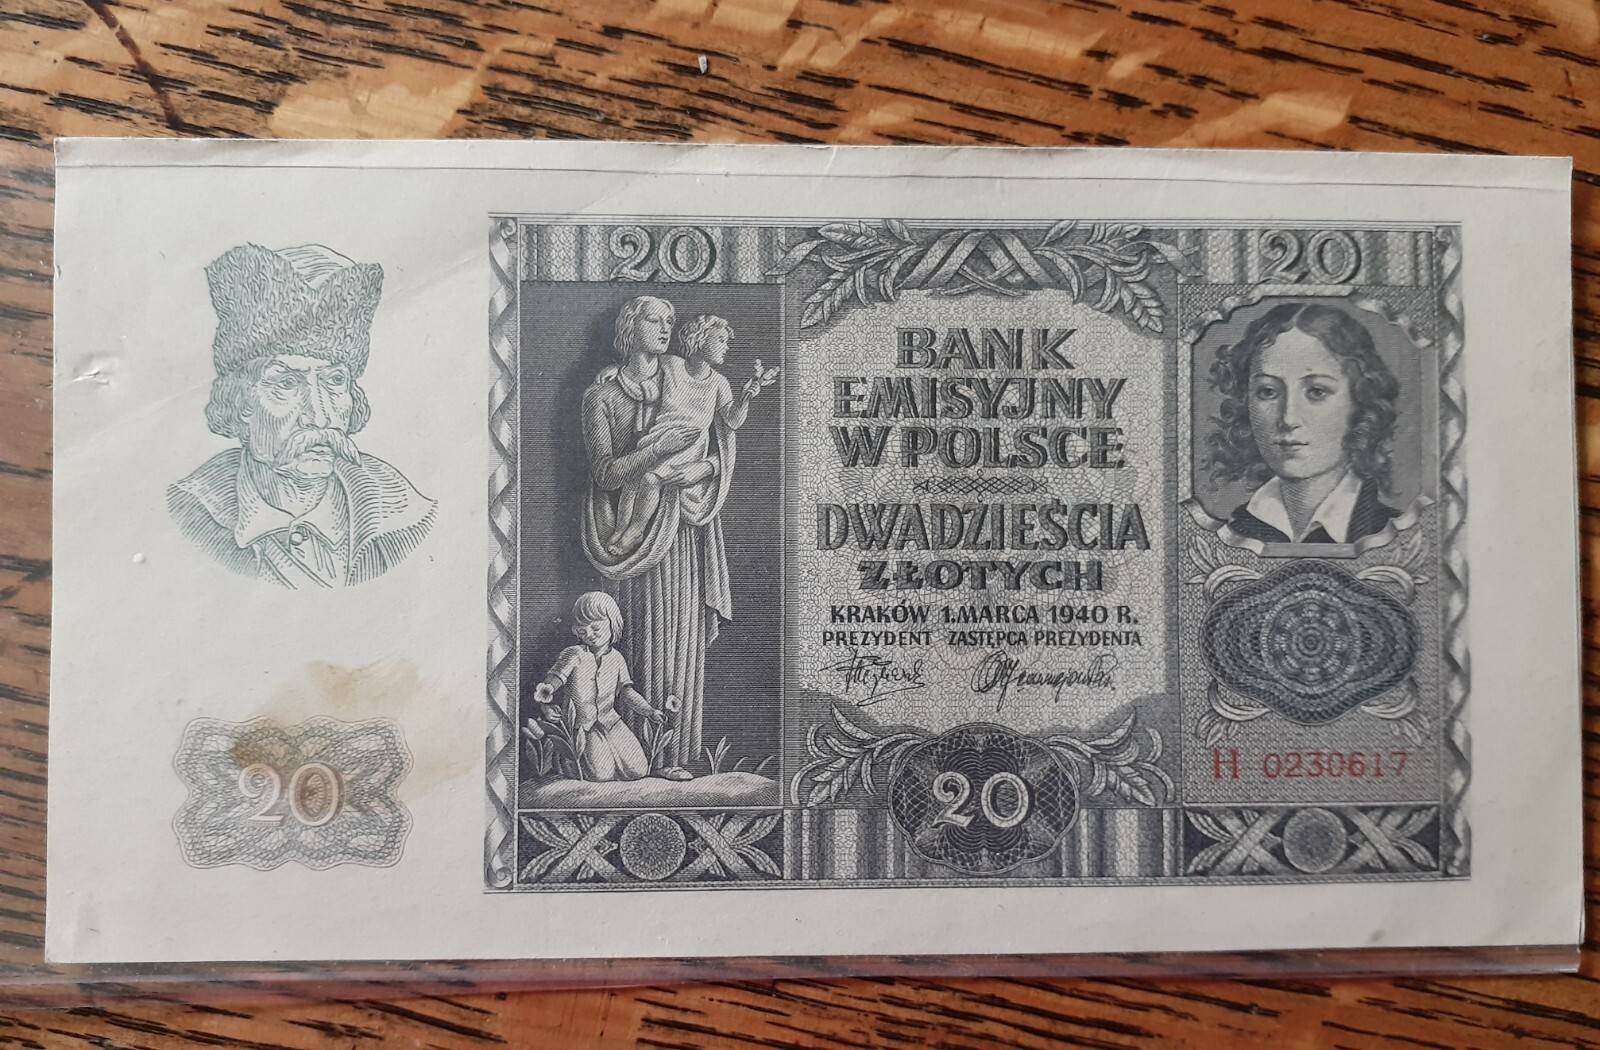 20 20
BANK
EMISYJNY
W POLSCE
DWADZIEŚCIA
ZŁOTYCH
KRAKÓW 1. MARCA 1940 R.
PREZYDENT ZASTĘPCA PREZYDENTA
H 0230617
20
20